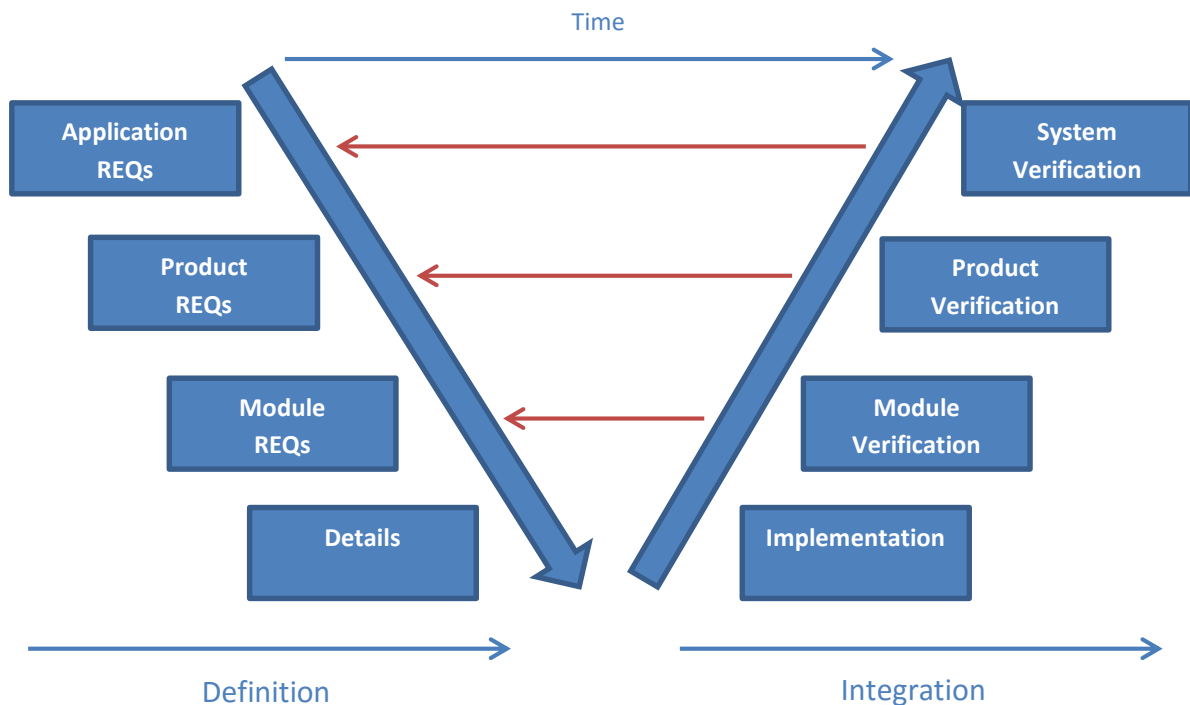 Time
Application
REQs
System
Verification
Product
REQs
Product
Verification
Module
REQs
Module
Verification
Details
Implementation
Definition
Integration